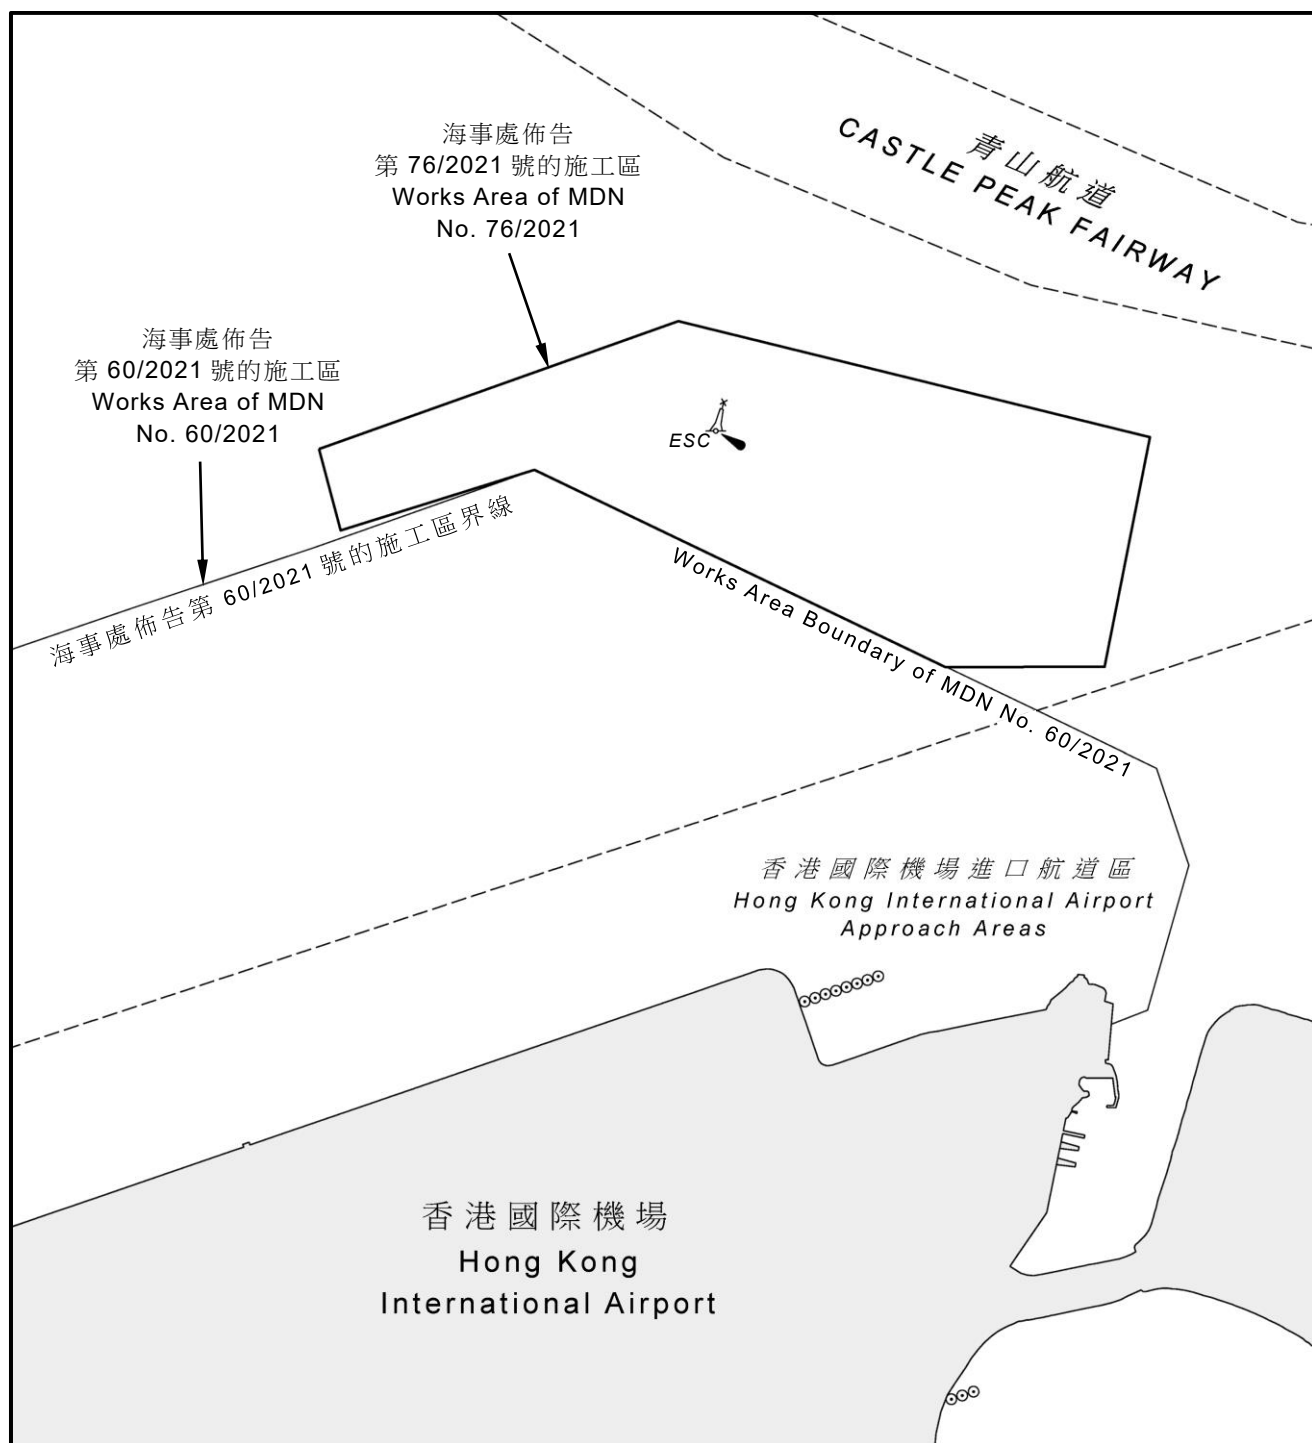 青山航道
CASTLE PEAK FAIRWAY
海事處佈告
第 76/2021 號的施工區
Works Area of MDN
No. 76/2021
海事處佈告
第 60/2021 號的施工區
Works Area of MDN
No. 60/2021
ESC
海事處佈告第 60/2021 號的施工區界線
Works Area Boundary of MDN No. 60/2021
香港國際機場進口航道區
Hong Kong International Airport
Approach Areas
香港國際機場
Hong Kong
International Airport